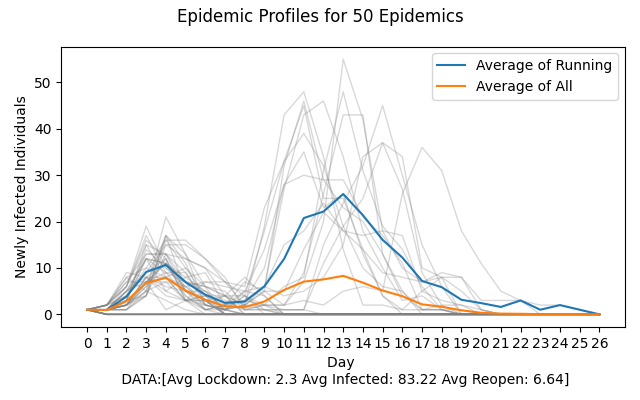 Epidemic Profiles for 50 Epidemics
Average of Running
Average of All
Newly Infected Individuals
50
40
30
20
10
0
0 1 2 3 4 5 6 7 8 9 10 11 12 13 14 15 16 17 18 19 20 21 22 23 24 25 26
Day
DATA:[Avg Lockdown: 2.3 Avg Infected: 83.22 Avg Reopen: 6.64]